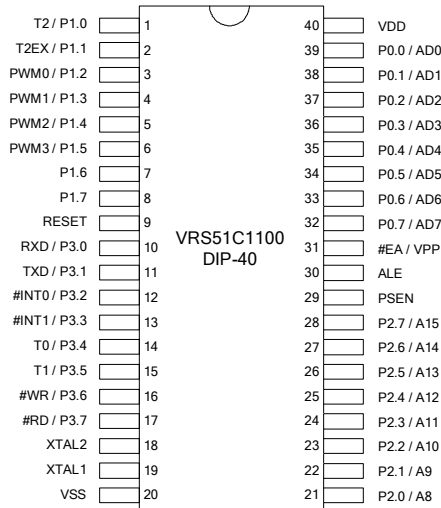 T2 / P1.0 1 40 VDD
T2EX / P1.1 2 39 P0.0 / AD0
PWM0 / P1.2 3 38 P0.1 / AD1
PWM1 / P1.3 4 37 P0.2 / AD2
PWM2 / P1.4 5 36 P0.3 / AD3
PWM3 / P1.5 6 35 P0.4 / AD4
P1.6 7 34 P0.5 / AD5
P1.7 8 33 P0.6 / AD6
RESET 9 32 P0.7 / AD7
VRS51C1100
RXD / P3.0 10 31 #EA / VPP
DIP-40
TXD / P3.1 11 30 ALE
#INT0 / P3.2 12 29 PSEN
#INT1 / P3.3 13 28 P2.7 / A15
T0 / P3.4 14 27 P2.6 / A14
T1 / P3.5 15 26 P2.5 / A13
#WR / P3.6 16 25 P2.4 / A12
#RD / P3.7 17 24 P2.3 / A11
XTAL2 18 23 P2.2 / A10
XTAL1 19 22 P2.1 / A9
VSS 20 21 P2.0 / A8